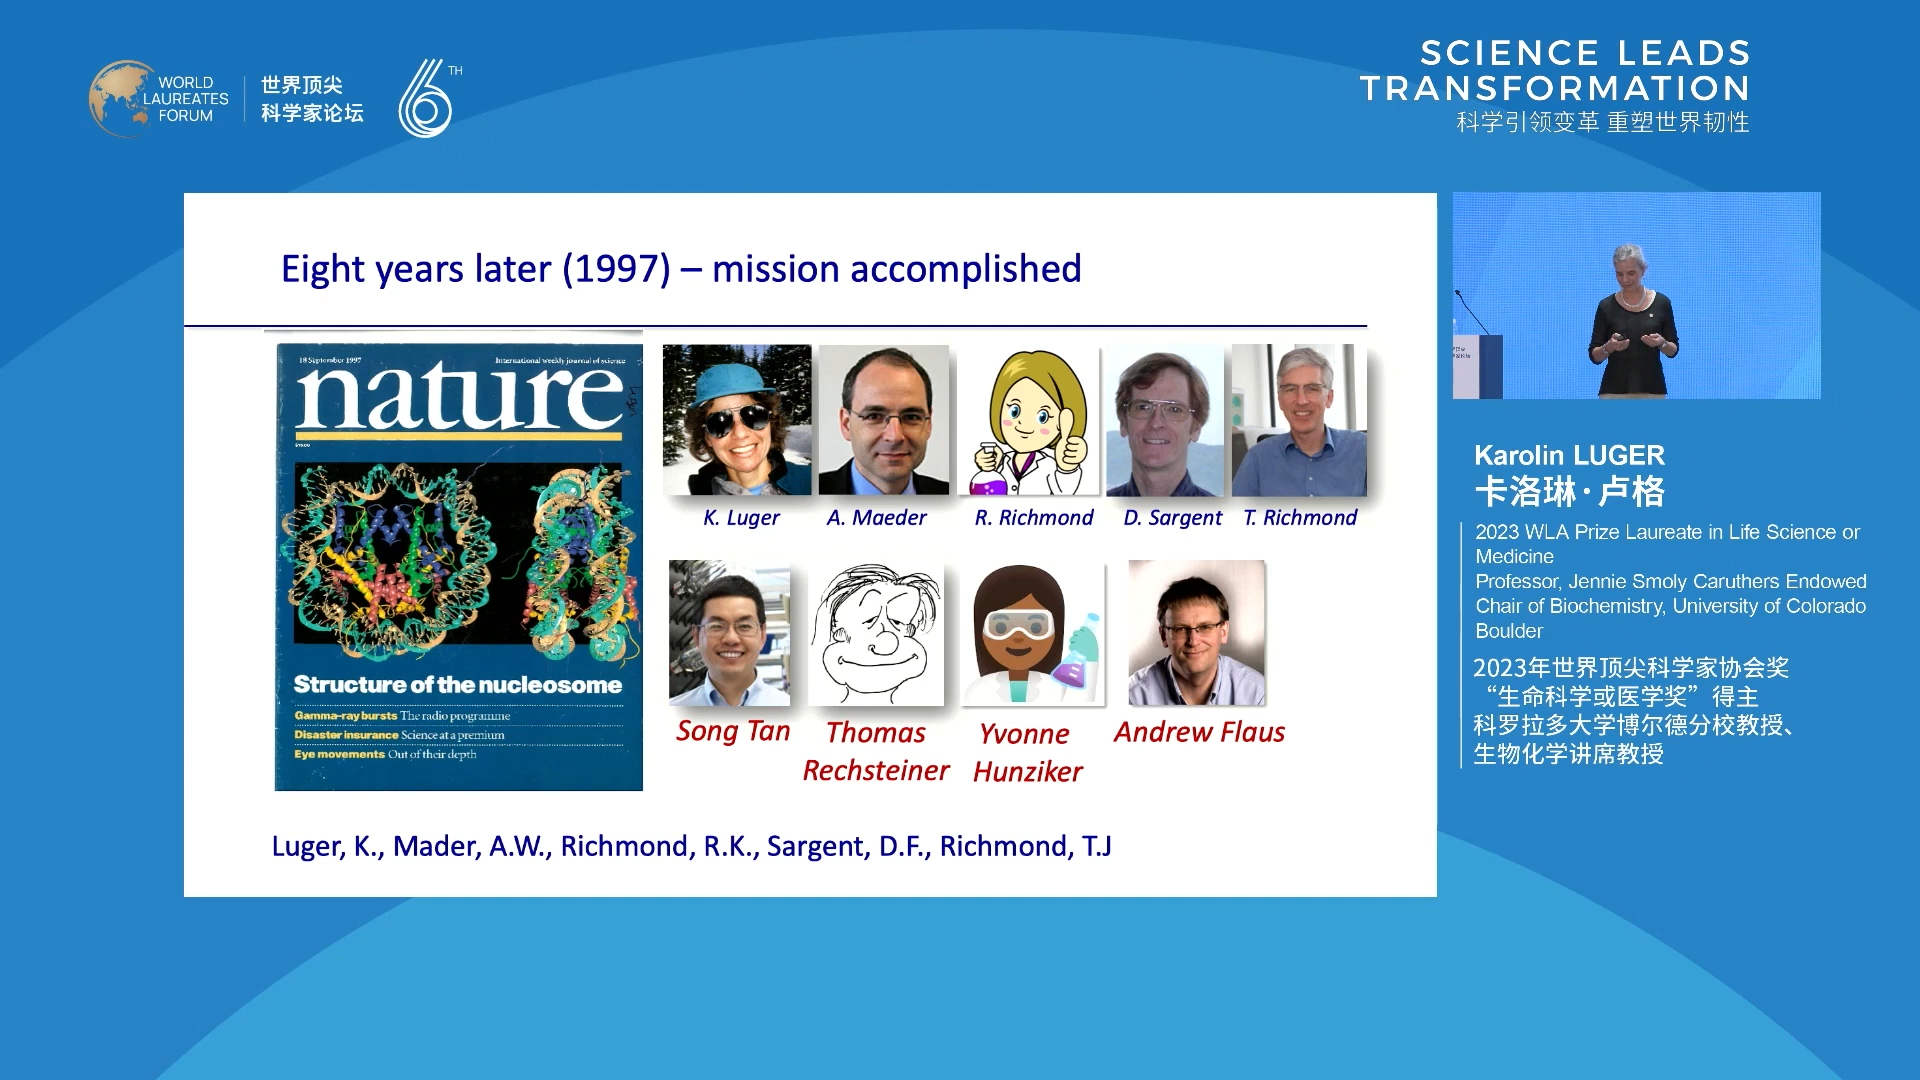 WORLD
LAUREATES
FORUM
世界顶尖
科学家论坛
6TH
SCIENCE LEADS
TRANSFORMATION
科学引领变革 重塑世界韧性
Eight years later (1997) – mission accomplished
18 September 1997
International weekly journal of science
nature
Structure of the nucleosome
Gamma-ray bursts The radio programme
Disaster insurance Science at a premium
Eye movements Out of their depth
K. Luger
A. Maeder
R. Richmond
D. Sargent
T. Richmond
Song Tan
Thomas
Rechsteiner
Yvonne
Hunziker
Andrew Flaus
Luger, K., Mader, A.W., Richmond, R.K., Sargent, D.F., Richmond, T.J
Karolin LUGER
卡洛琳·卢格
2023 WLA Prize Laureate in Life Science or
Medicine
Professor, Jennie Smoly Caruthers Endowed
Chair of Biochemistry, University of Colorado
Boulder
2023年世界顶尖科学家协会奖
“生命科学或医学奖”得主
科罗拉多大学博尔德分校教授、
生物化学讲席教授